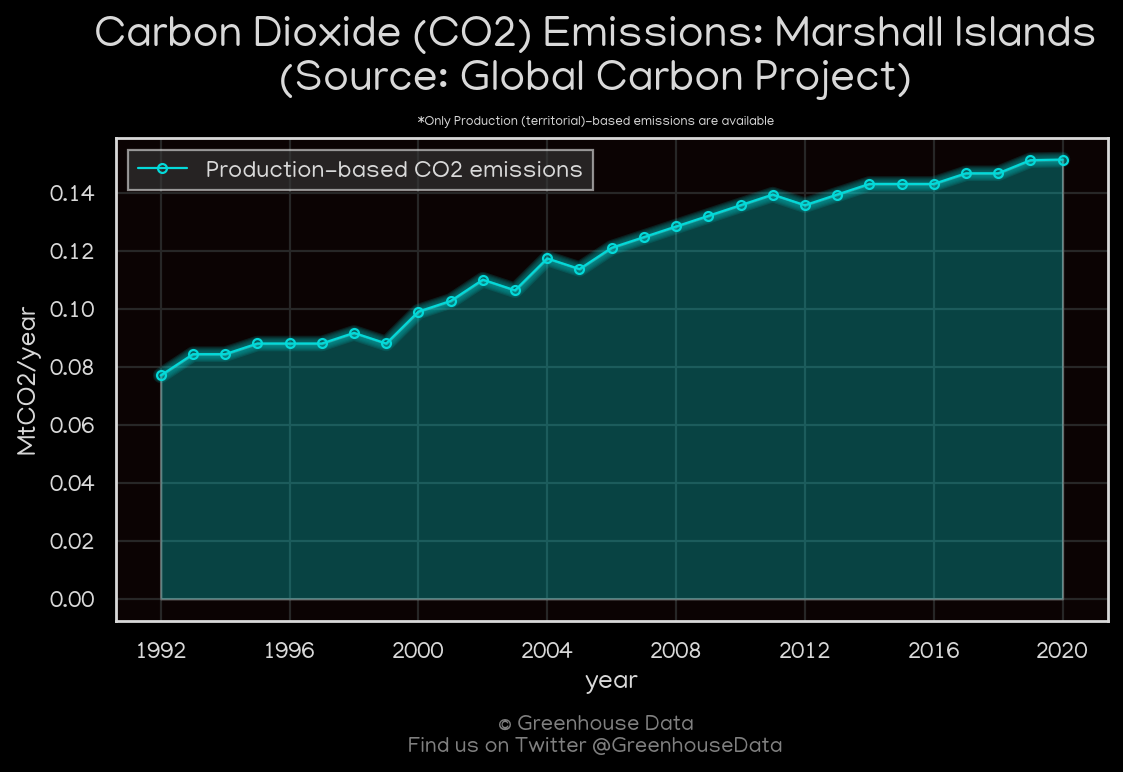 Carbon Dioxide (CO2) Emissions: Marshall Islands
(Source: Global Carbon Project)
*Only Production (territorial)-based emissions are available
Production-based CO2 emissions
MtCO2/year
0.14
0.12
0.10
0.08
0.06
0.04
0.02
0.00
1992 1996 2000 2004 2008 2012 2016 2020
year
© Greenhouse Data
Find us on Twitter @GreenhouseData